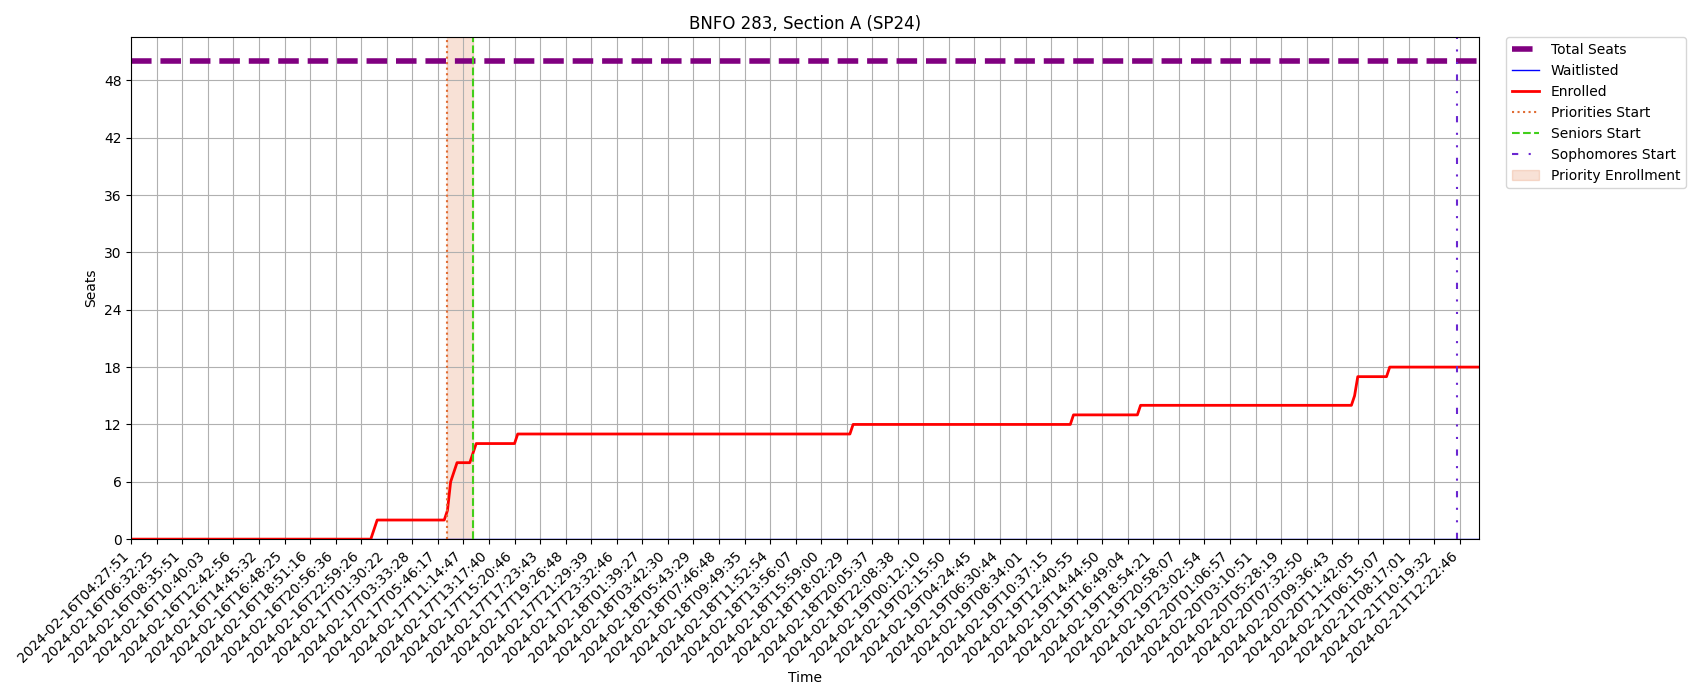 BNFO 283, Section A (SP24)
Total Seats
Waitlisted
Enrolled
Priorities Start
Seniors Start
Sophomores Start
Priority Enrollment
Seats
48
42
36
30
24
18
12
6
0
2024-02-16T04:27:51
2024-02-16T06:32:25
2024-02-16T08:35:51
2024-02-16T10:40:03
2024-02-16T12:42:56
2024-02-16T14:45:32
2024-02-16T16:48:25
2024-02-16T18:51:16
2024-02-16T20:56:36
2024-02-16T22:59:26
2024-02-17T01:30:22
2024-02-17T03:33:28
2024-02-17T05:46:17
2024-02-17T11:14:47
2024-02-17T13:17:40
2024-02-17T15:20:46
2024-02-17T17:23:43
2024-02-17T19:26:48
2024-02-17T21:29:39
2024-02-17T23:32:46
2024-02-18T01:39:27
2024-02-18T03:42:30
2024-02-18T05:43:29
2024-02-18T07:46:48
2024-02-18T09:49:35
2024-02-18T11:52:54
2024-02-18T13:56:07
2024-02-18T15:59:00
2024-02-18T18:02:29
2024-02-18T20:05:37
2024-02-18T22:08:38
2024-02-19T00:12:10
2024-02-19T02:15:50
2024-02-19T04:24:45
2024-02-19T06:30:44
2024-02-19T08:34:01
2024-02-19T10:37:15
2024-02-19T12:40:55
2024-02-19T14:44:50
2024-02-19T16:49:04
2024-02-19T18:54:21
2024-02-19T20:58:07
2024-02-19T23:02:54
2024-02-20T01:06:57
2024-02-20T03:10:51
2024-02-20T05:28:19
2024-02-20T07:32:50
2024-02-20T09:36:43
2024-02-20T11:42:05
2024-02-21T06:15:07
2024-02-21T08:17:01
2024-02-21T10:19:32
2024-02-21T12:22:46
Time